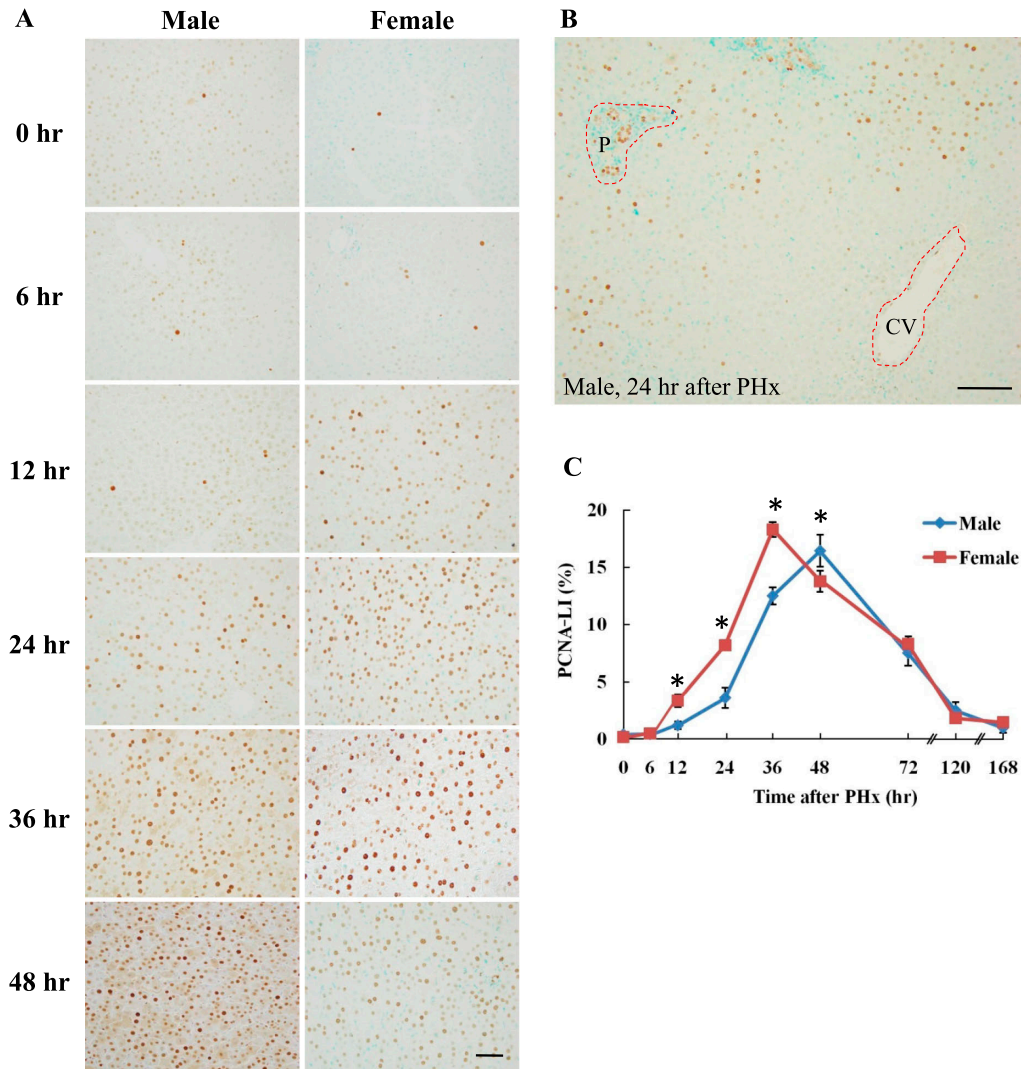 A
Male Female
0 hr
6 hr
12 hr
24 hr
36 hr
48 hr
B
P
CV
Male, 24 hr after PHx
C
PCNA-LI (%)
20
15
10
5
0
* * * *
Male
Female
0 6 12 24 36 48 72 120 168
Time after PHx (hr)